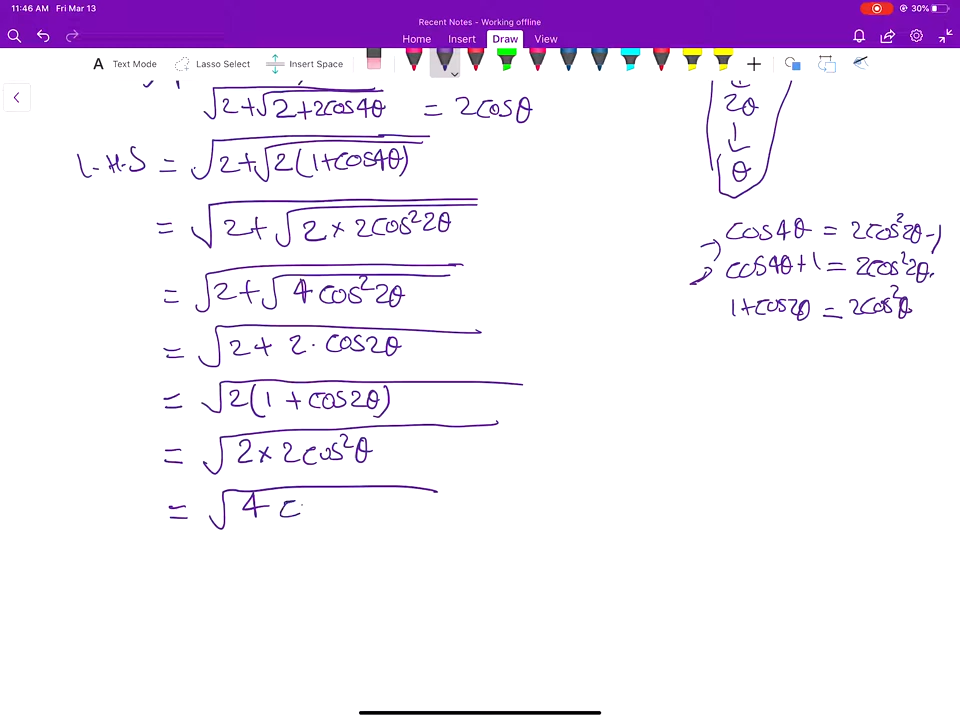 11:46 AM Fri Mar 13
30%
Recent Notes - Working offline
Home Insert Draw View
A Text Mode Lasso Select Insert Space
√(2+√(2+2cos4θ)) = 2cosθ
L.H.S = √(2+√(2(1+cos4θ)))
= √(2+√(2×2cos²2θ))
= √(2+√(4cos²2θ))
= √(2+2·cos2θ)
= √(2(1+cos2θ))
= √(2×2cos²θ)
= √(4 c
2θ
↓
θ
cos4θ = 2cos²2θ-1
cos4θ+1 = 2cos²2θ.
1+cos2θ = 2cos²θ